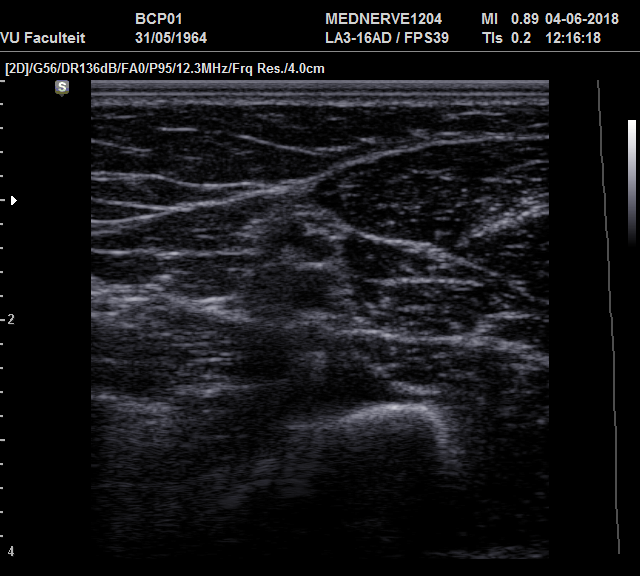 BCP01 MEDNERVE1204 MI 0.89 04-06-2018
VU Faculteit 31/05/1964 LA3-16AD / FPS39 TIs 0.2 12:16:18
[2D]/G56/DR136dB/FA0/P95/12.3MHz/Frq Res./4.0cm
S
2
4